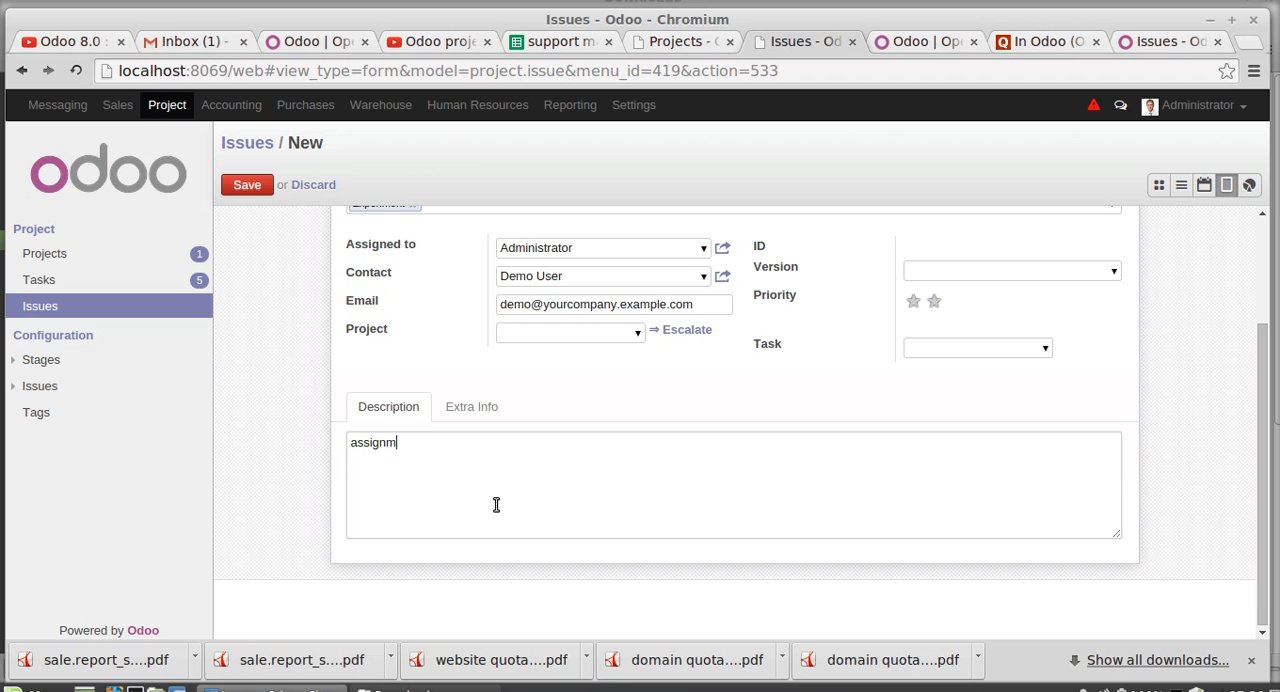 Issues - Odoo - Chromium
Odoo 8.0
Inbox (1) -
Odoo | Op
Odoo proj
support m
Projects -
Issues - Od
Odoo | Op
In Odoo (O
Issues - Od
localhost:8069/web#view_type=form&model=project.issue&menu_id=419&action=533
Messaging Sales Project Accounting Purchases Warehouse Human Resources Reporting Settings Administrator
odoo
Issues / New
Save or Discard
Project
Projects 1
Tasks 5
Issues
Configuration
Stages
Issues
Tags
Powered by Odoo
Assigned to Administrator
Contact Demo User
Email demo@yourcompany.example.com
Project ⇒ Escalate
ID
Version
Priority
Task
Description Extra Info
assignm
sale.report_s....pdf
sale.report_s....pdf
website quota....pdf
domain quota....pdf
domain quota....pdf
Show all downloads...